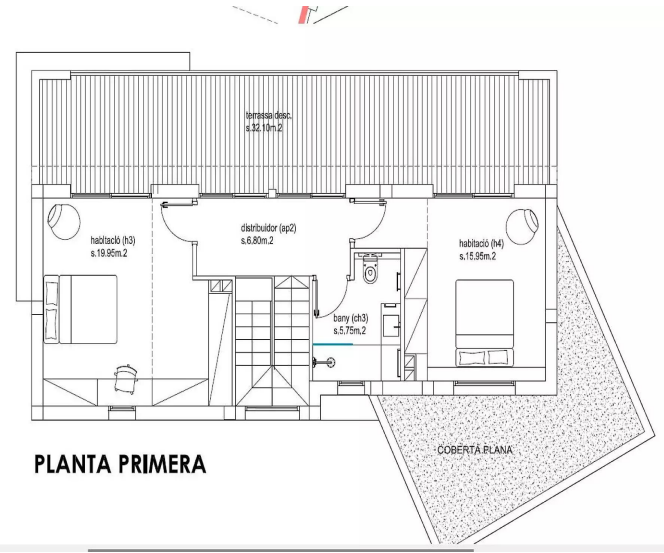 terrassa desc.
s.32.10m.2
habitació (h3)
s.19.95m.2
distribuidor (ap2)
s.6,80m.2
habitació (h4)
s.15.95m.2
bany (ch3)
s.5,75m,2
COBERTA PLANA
PLANTA PRIMERA